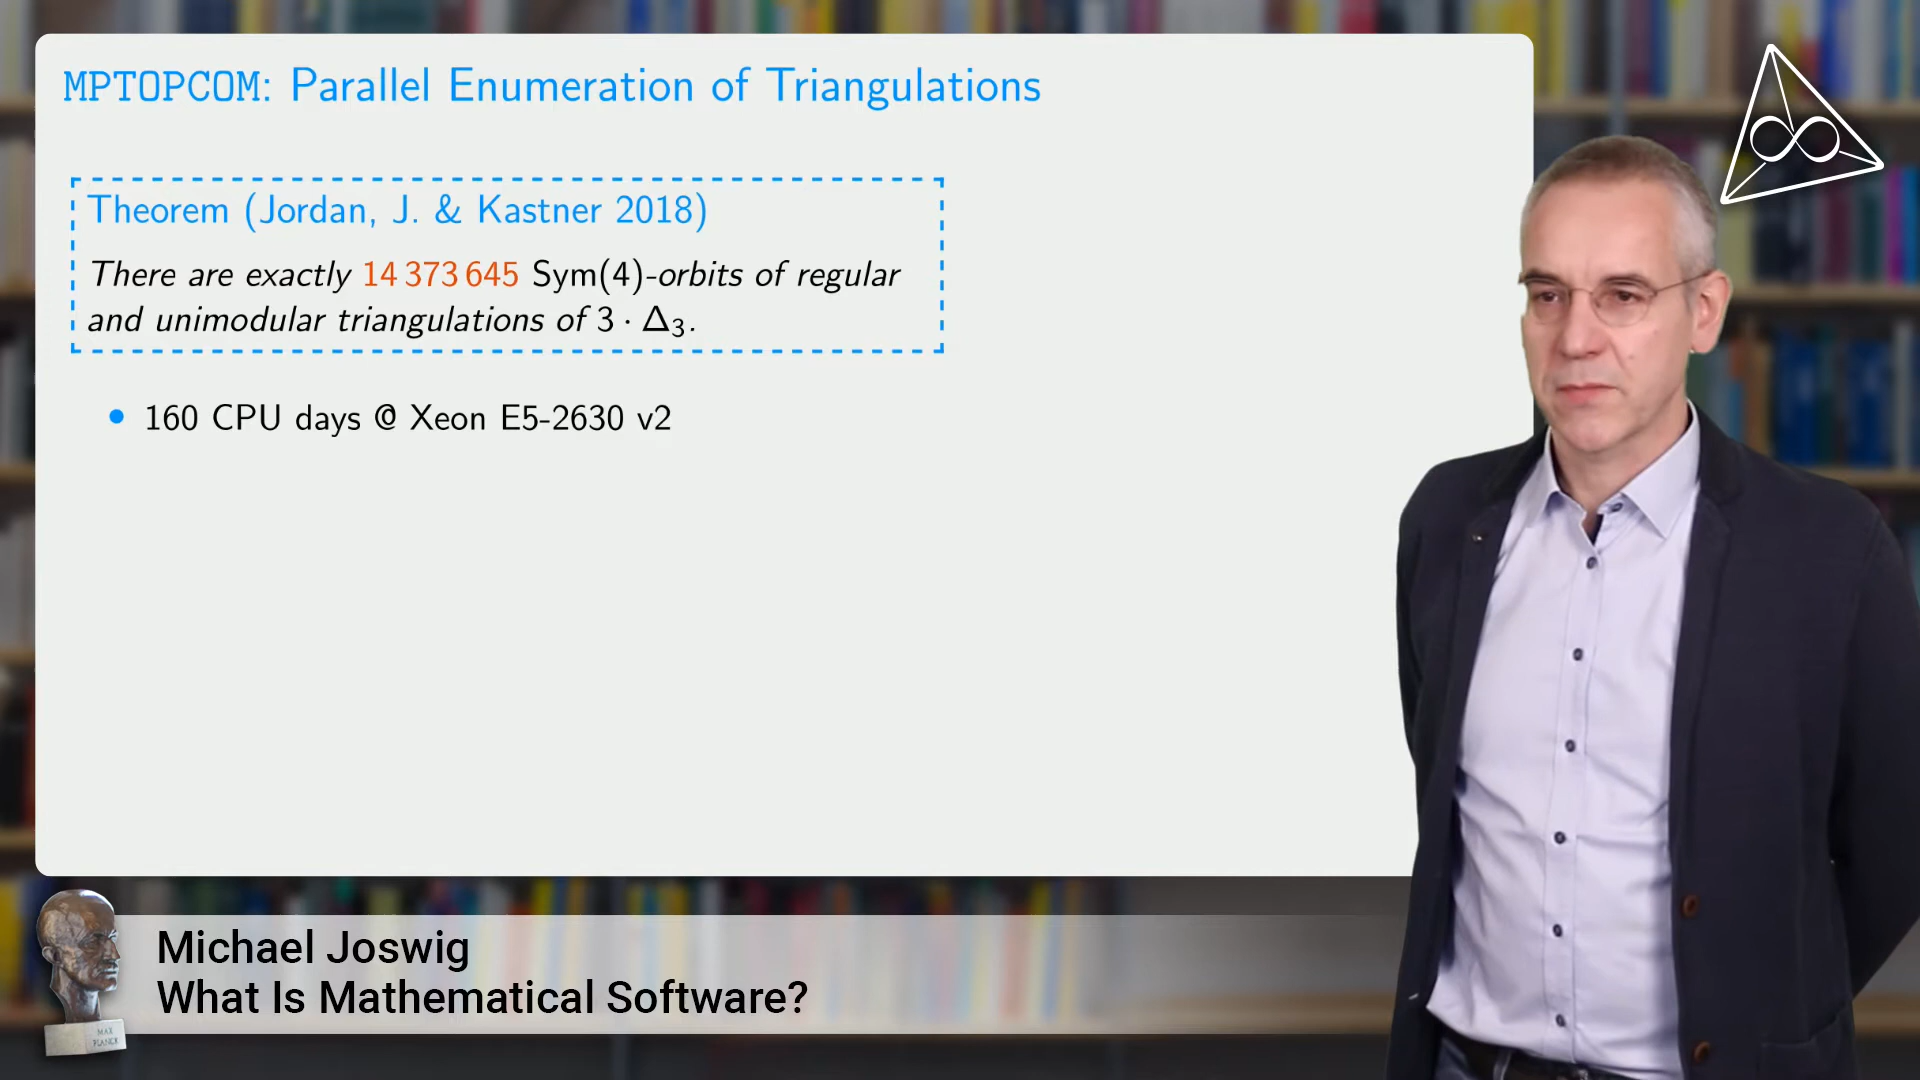 MPTOPCOM: Parallel Enumeration of Triangulations
Theorem (Jordan, J. & Kastner 2018)
There are exactly 14 373 645 Sym(4)-orbits of regular
and unimodular triangulations of 3 · Δ₃.
• 160 CPU days @ Xeon E5-2630 v2
Michael Joswig
What Is Mathematical Software?
MAX
PLANCK